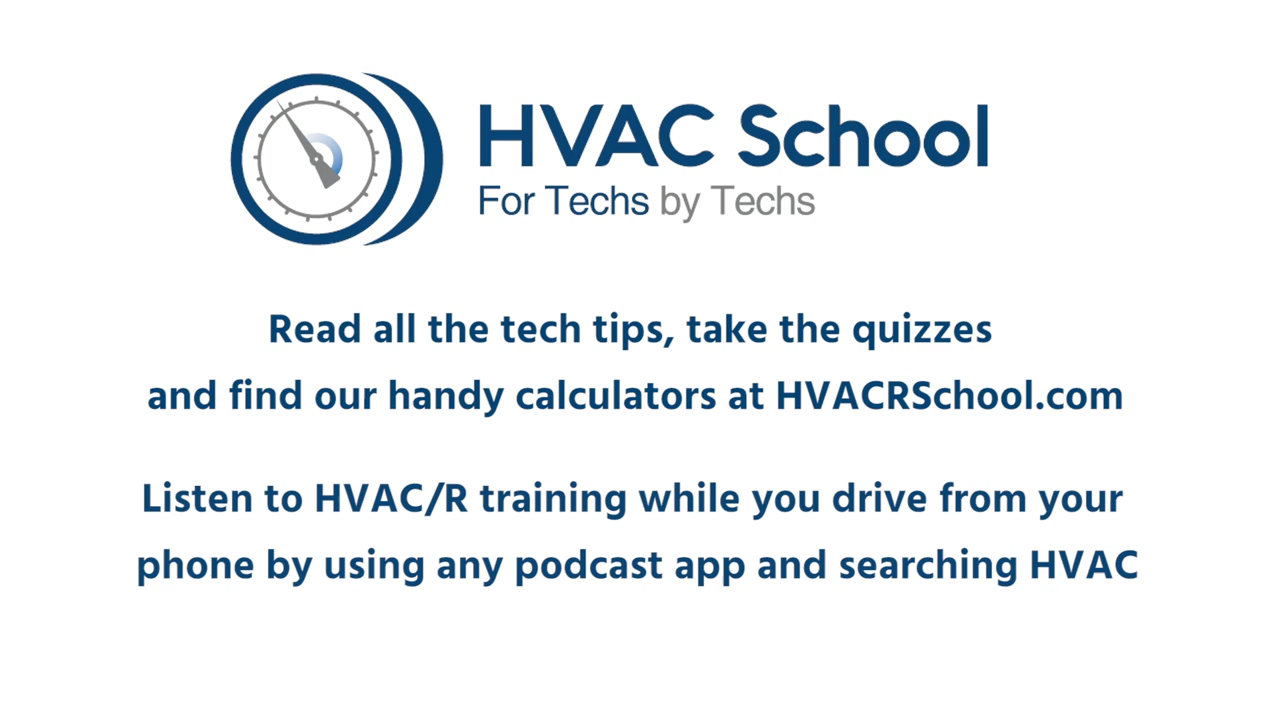 HVAC School
For Techs by Techs
Read all the tech tips, take the quizzes
and find our handy calculators at HVACRSchool.com
Listen to HVAC/R training while you drive from your
phone by using any podcast app and searching HVAC